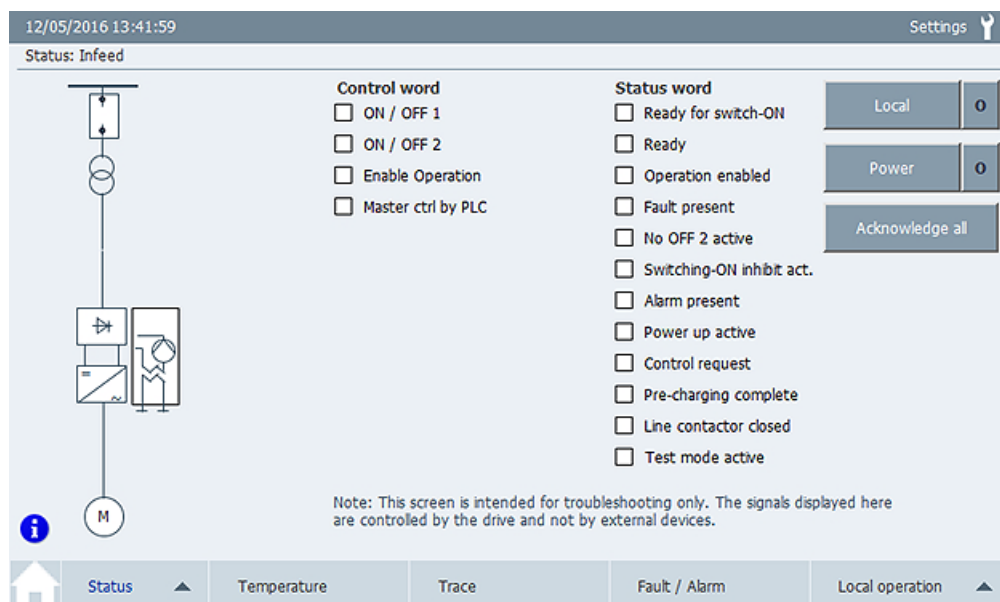 12/05/2016 13:41:59
Settings
Status: Infeed
Control word
ON / OFF 1
ON / OFF 2
Enable Operation
Master ctrl by PLC
Status word
Ready for switch-ON
Ready
Operation enabled
Fault present
No OFF 2 active
Switching-ON inhibit act.
Alarm present
Power up active
Control request
Pre-charging complete
Line contactor closed
Test mode active
Local O
Power O
Acknowledge all
= ~
M
Note: This screen is intended for troubleshooting only. The signals displayed here
are controlled by the drive and not by external devices.
i
Status
Temperature
Trace
Fault / Alarm
Local operation